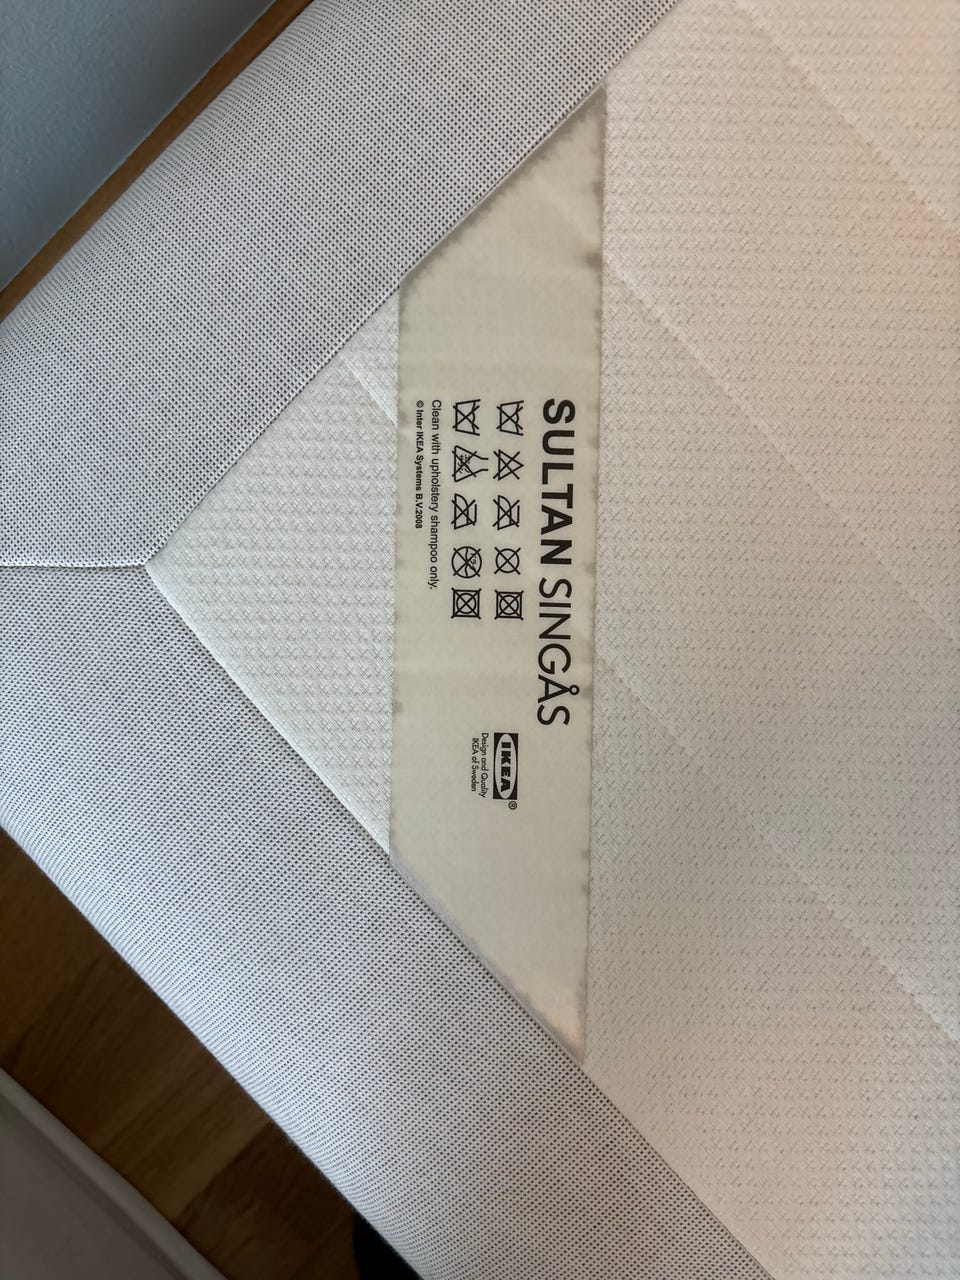 SULTAN SINGÅS
Clean with upholstery shampoo only.
© Inter IKEA Systems B.V.2008
IKEA®
Design and Quality
IKEA of Sweden